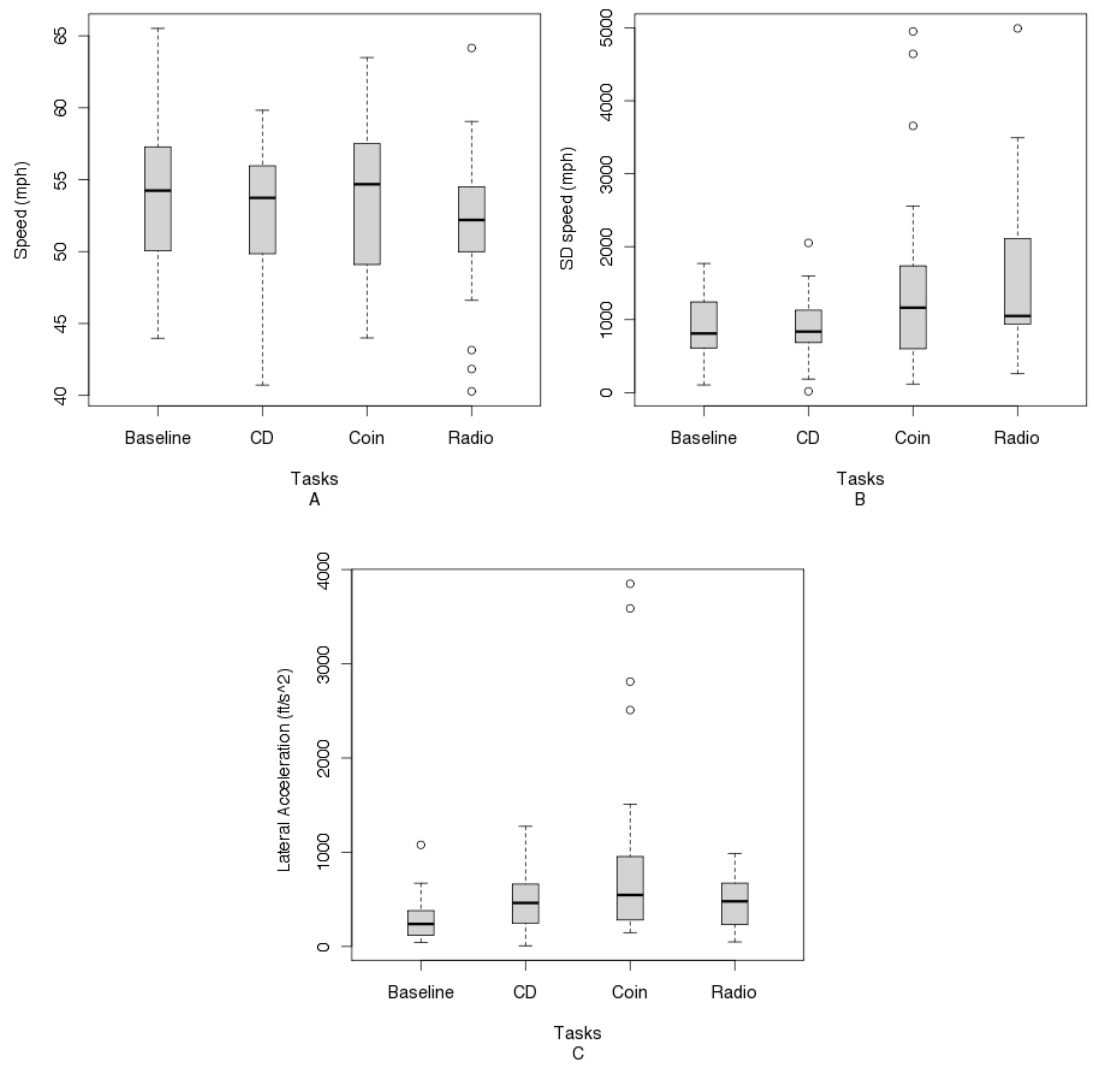 Speed (mph)
65
60
55
50
45
40
Baseline CD Coin Radio
Tasks
A
SD speed (mph)
5000
4000
3000
2000
1000
0
Baseline CD Coin Radio
Tasks
B
Lateral Acceleration (ft/s^2)
4000
3000
2000
1000
0
Baseline CD Coin Radio
Tasks
C